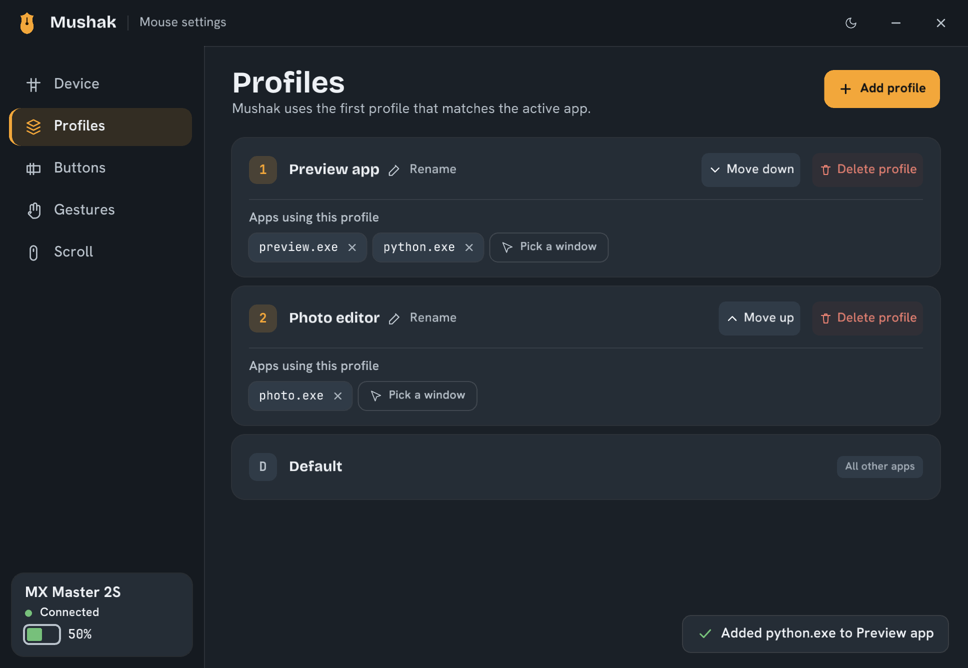 Mushak | Mouse settings
Device
Profiles
Buttons
Gestures
Scroll
MX Master 2S
Connected
50%
Profiles
Mushak uses the first profile that matches the active app.
Add profile
1 Preview app Rename Move down Delete profile
Apps using this profile
preview.exe python.exe Pick a window
2 Photo editor Rename Move up Delete profile
Apps using this profile
photo.exe Pick a window
D Default All other apps
Added python.exe to Preview app